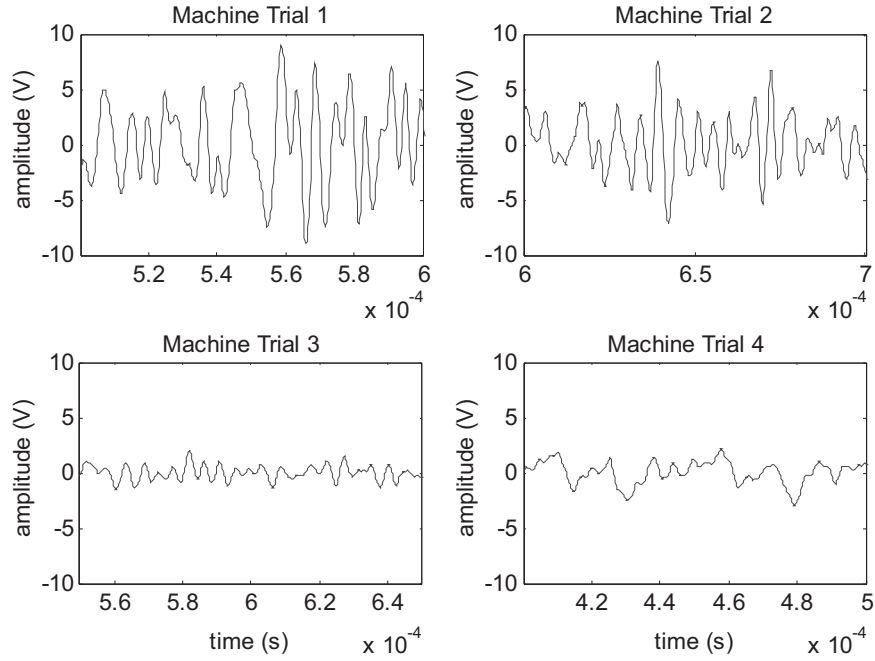 Machine Trial 1
10
5
0
-5
-10
amplitude (V)
5.2
5.4
5.6
5.8
6
x 10⁻⁴
Machine Trial 2
10
5
0
-5
-10
amplitude (V)
6
6.5
7
x 10⁻⁴
Machine Trial 3
10
5
0
-5
-10
amplitude (V)
5.6
5.8
6
6.2
6.4
time (s)
x 10⁻⁴
Machine Trial 4
10
5
0
-5
-10
amplitude (V)
4.2
4.4
4.6
4.8
5
time (s)
x 10⁻⁴